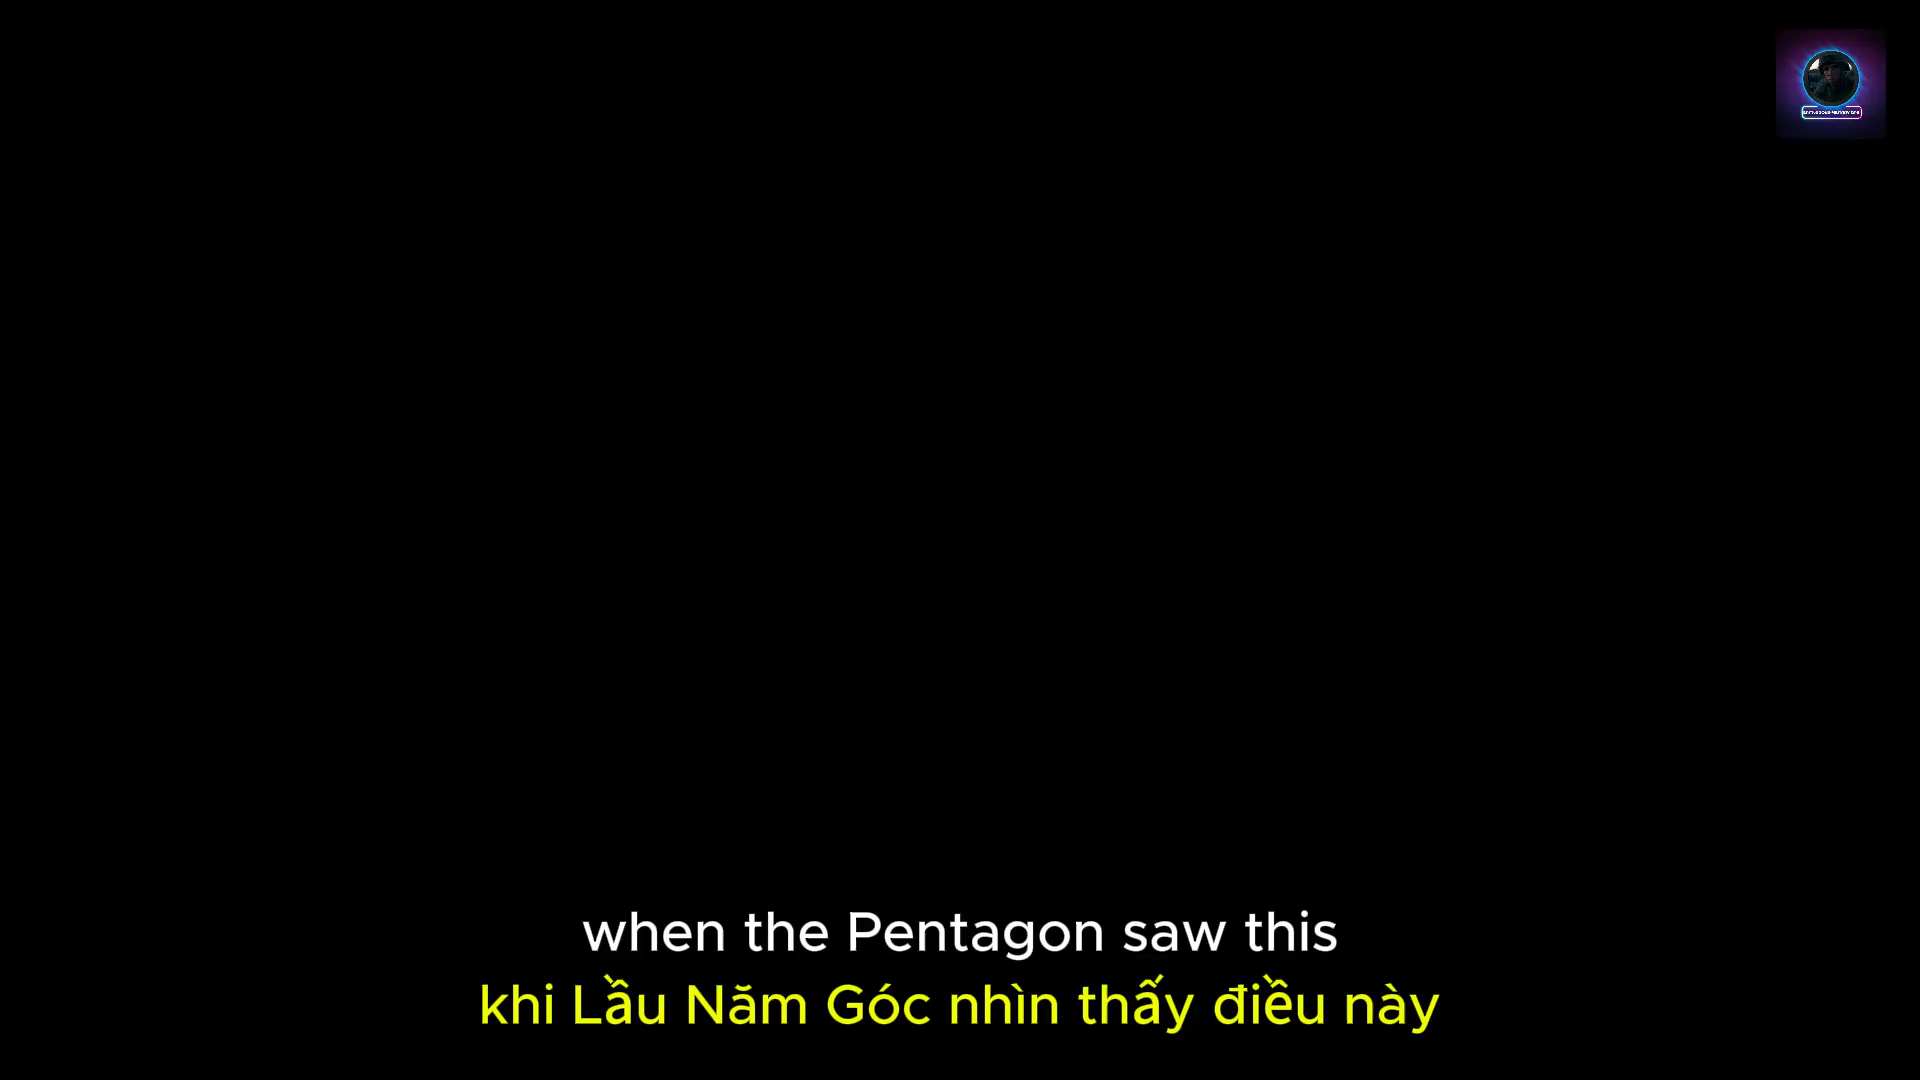 when the Pentagon saw this
khi Lầu Năm Góc nhìn thấy điều này